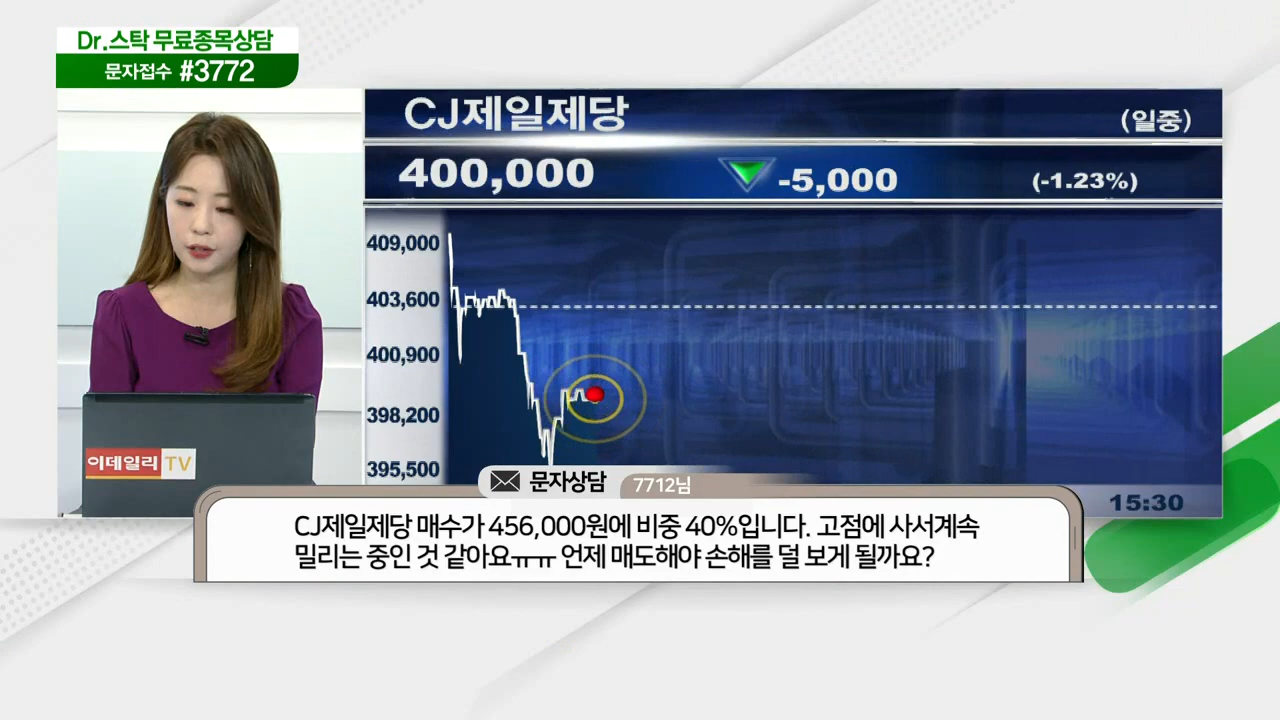 Dr.스탁 무료종목상담
문자접수 #3772
CJ제일제당
(일중)
400,000 -5,000 (-1.23%)
409,000
403,600
400,900
398,200
395,500
15:30
이데일리 TV
문자상담 7712님
CJ제일제당 매수가 456,000원에 비중 40%입니다. 고점에 사서계속
밀리는 중인 것 같아요ㅠㅠ 언제 매도해야 손해를 덜 보게 될까요?